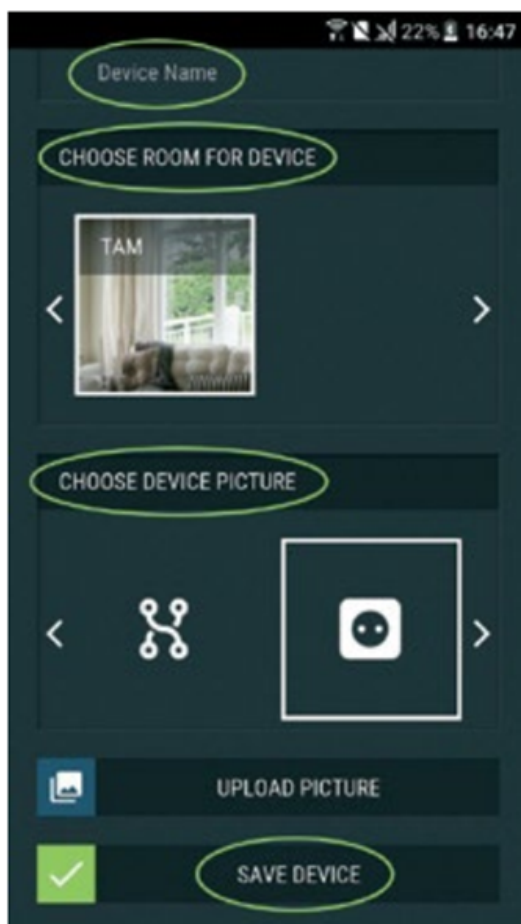 22% 16:47
Device Name
CHOOSE ROOM FOR DEVICE
TAM
CHOOSE DEVICE PICTURE
UPLOAD PICTURE
SAVE DEVICE